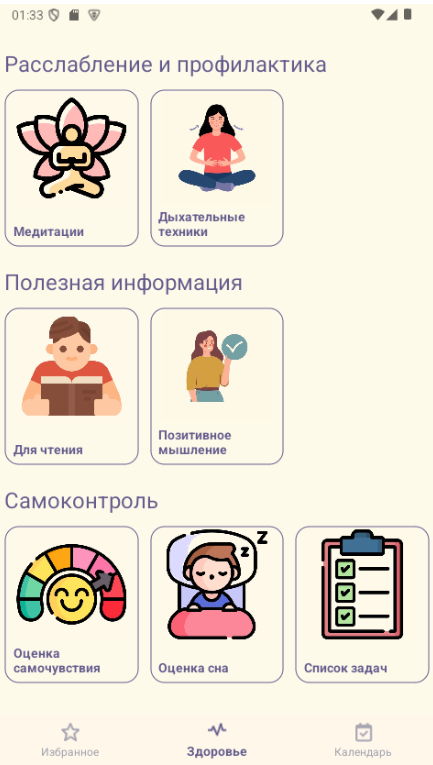 01:33
Расслабление и профилактика
Медитации
Дыхательные
техники
Полезная информация
Для чтения
Позитивное
мышление
Самоконтроль
Оценка
самочувствия
Z
z
Оценка сна
Список задач
Избранное
Здоровье
Календарь